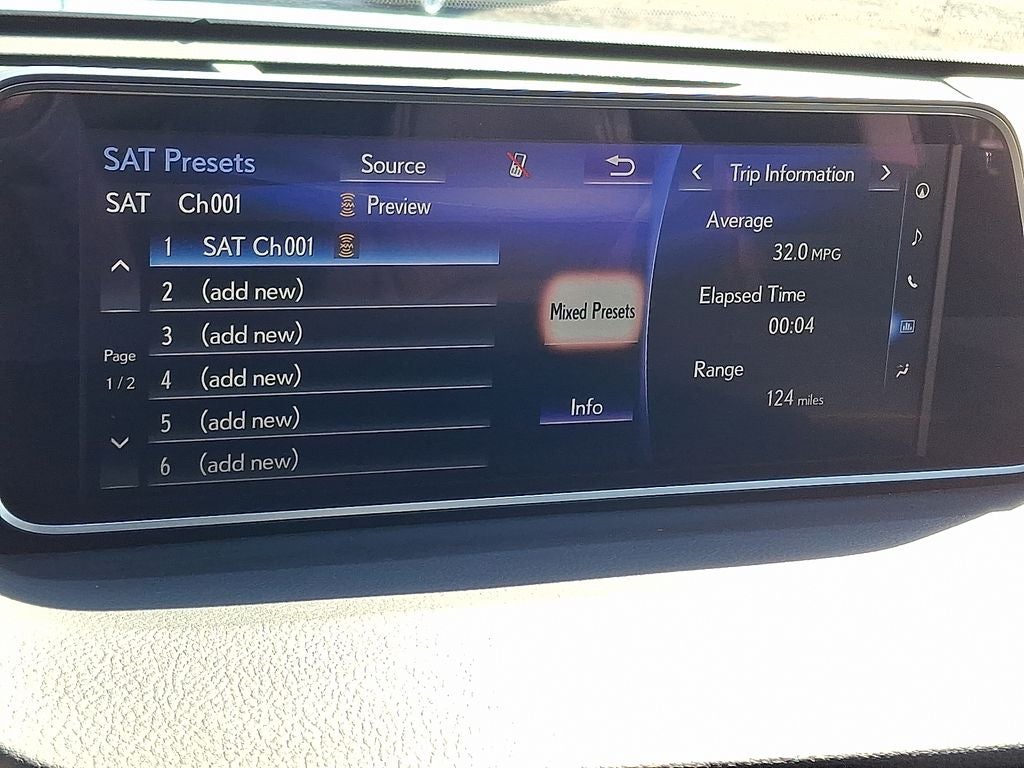 SAT Presets
Source
SAT Ch001
XM Preview
1 SAT Ch001 XM
2 (add new)
3 (add new)
4 (add new)
5 (add new)
6 (add new)
Page
1 / 2
Mixed Presets
Info
Trip Information
Average
32.0 MPG
Elapsed Time
00:04
Range
124 miles